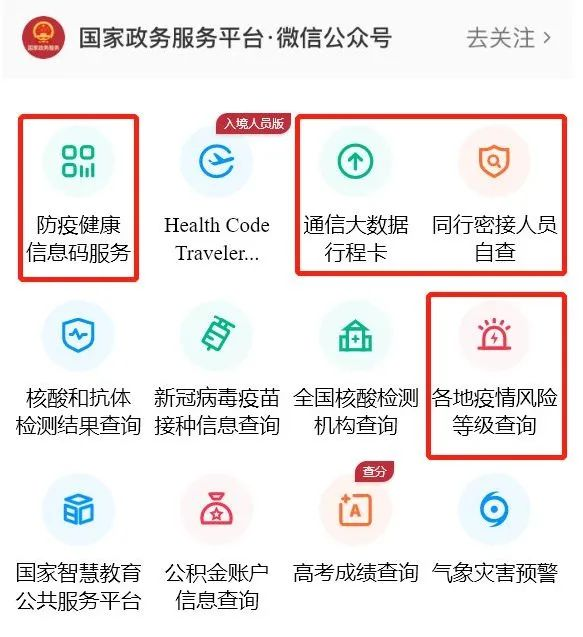 国家政务服务平台·微信公众号 去关注 >
国家政务服务
入境人员版
防疫健康 Health Code 通信大数据 同行密接人员
信息码服务 Traveler... 行程卡 自查
核酸和抗体 新冠病毒疫苗 全国核酸检测 各地疫情风险
检测结果查询 接种信息查询 机构查询 等级查询
查分
A
国家智慧教育 公积金账户 高考成绩查询 气象灾害预警
公共服务平台 信息查询